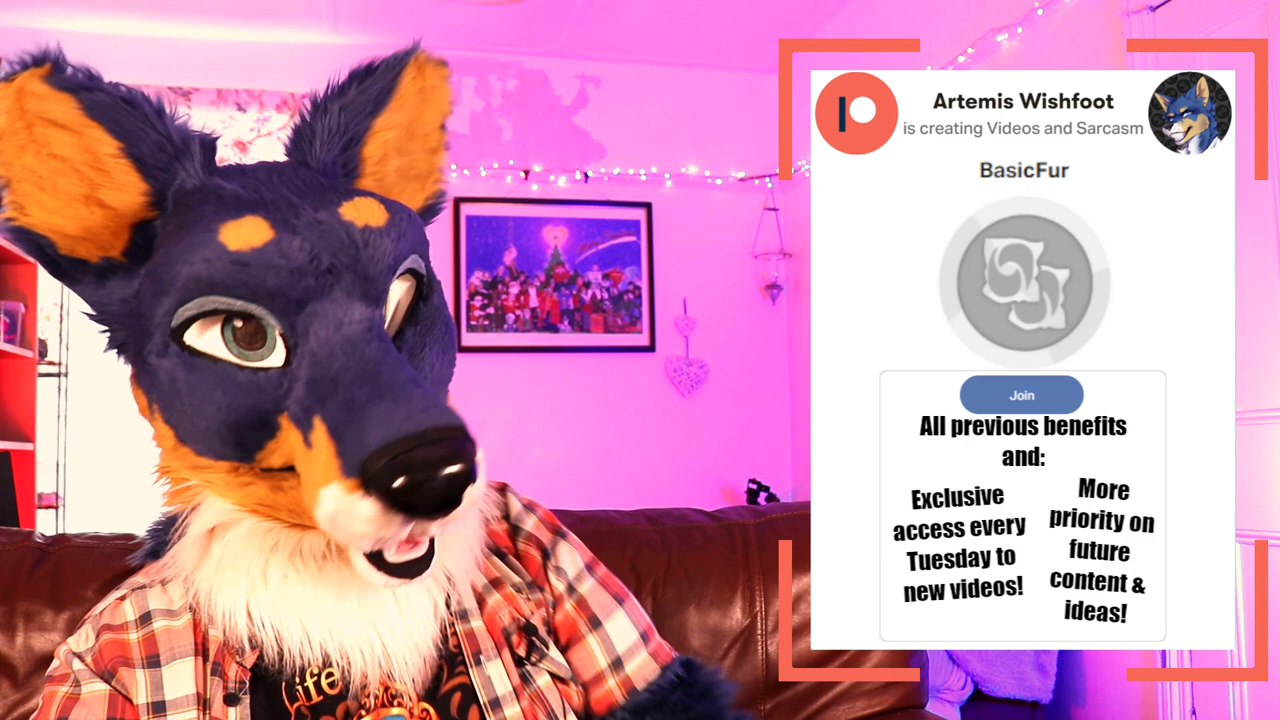 Artemis Wishfoot
is creating Videos and Sarcasm
BasicFur
Join
All previous benefits
and:
Exclusive
access every
Tuesday to
new videos!
More
priority on
future
content &
ideas!
Life